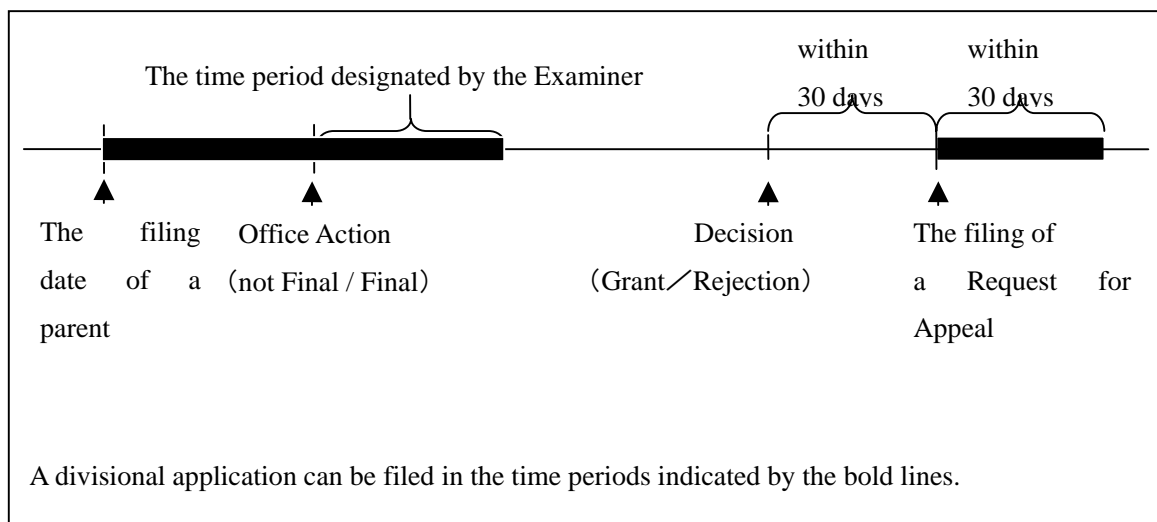 within
30 days
within
30 days
The time period designated by the Examiner
The filing
date of a
parent
Office Action
（not Final / Final）
Decision
（Grant／Rejection）
The filing of
a Request for
Appeal
A divisional application can be filed in the time periods indicated by the bold lines.